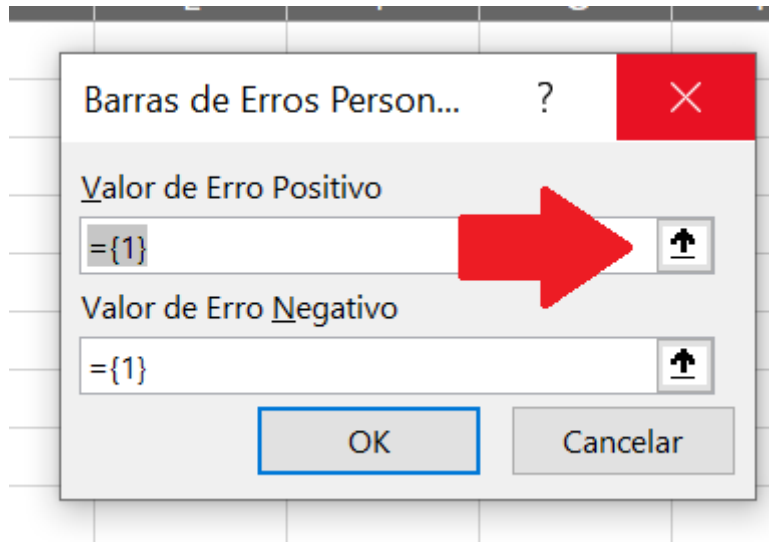 Barras de Erros Person... ?
Valor de Erro Positivo
={1}
Valor de Erro Negativo
={1}
OK Cancelar